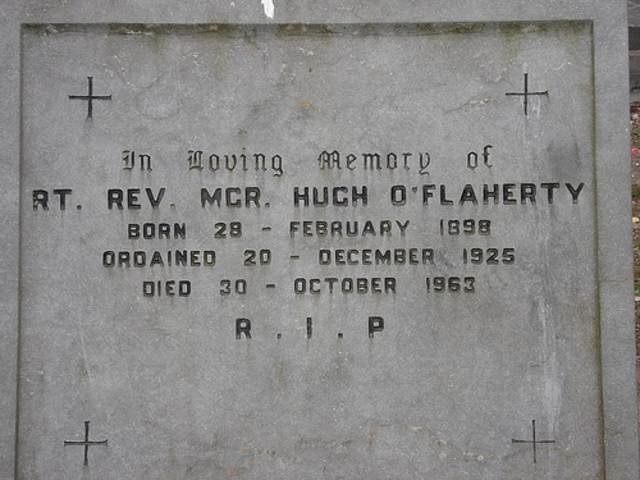 In Loving Memory of
RT. REV. MGR. HUGH O'FLAHERTY
BORN 28 - FEBRUARY 1898
ORDAINED 20 - DECEMBER 1925
DIED 30 - OCTOBER 1963
R . I . P